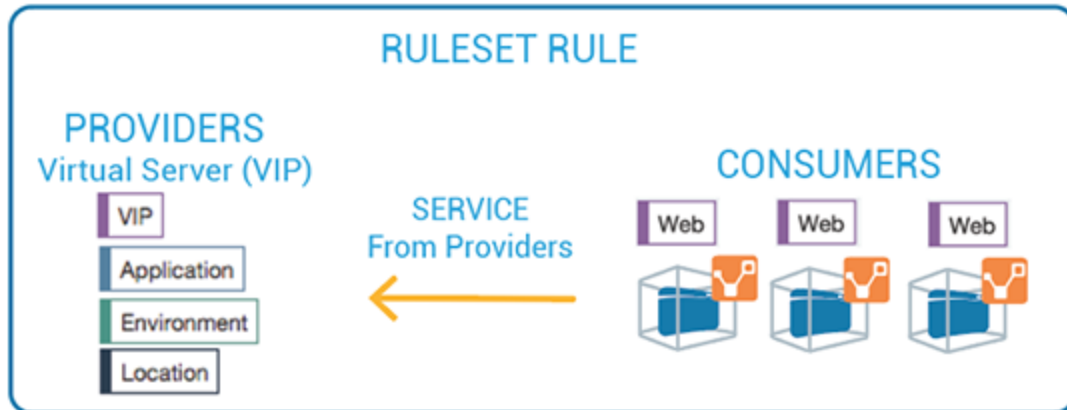 RULESET RULE
PROVIDERS
Virtual Server (VIP)
VIP
Application
Environment
Location
SERVICE
From Providers
CONSUMERS
Web
Web
Web